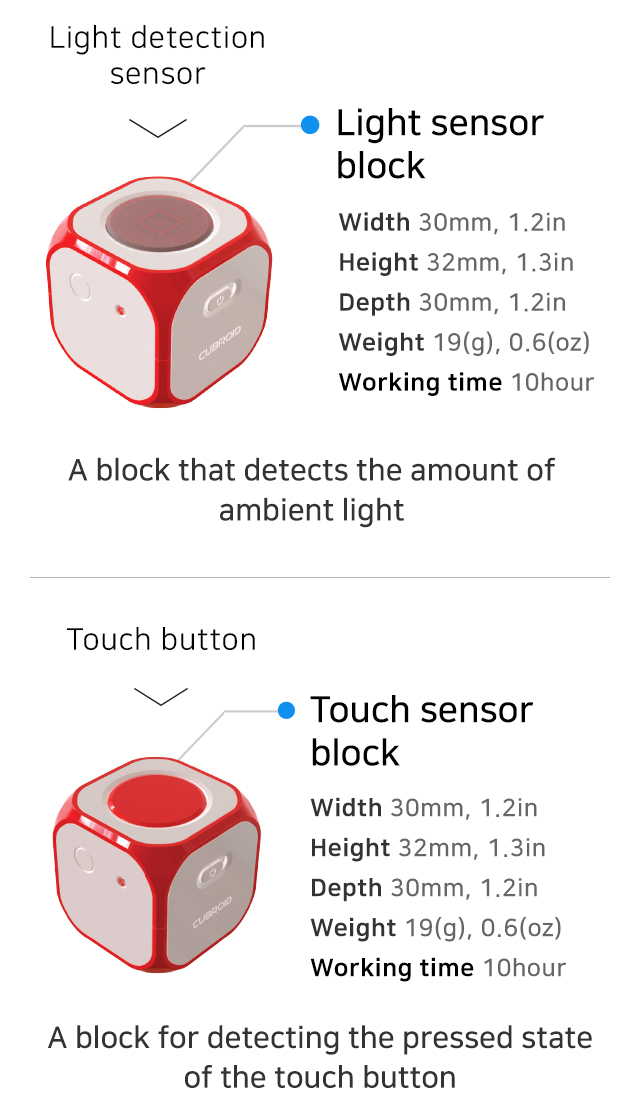 Light detection
sensor
Light sensor
block
Width 30mm, 1.2in
Height 32mm, 1.3in
Depth 30mm, 1.2in
Weight 19(g), 0.6(oz)
Working time 10hour
CUBROID
A block that detects the amount of
ambient light
Touch button
Touch sensor
block
Width 30mm, 1.2in
Height 32mm, 1.3in
Depth 30mm, 1.2in
Weight 19(g), 0.6(oz)
Working time 10hour
CUBROID
A block for detecting the pressed state
of the touch button